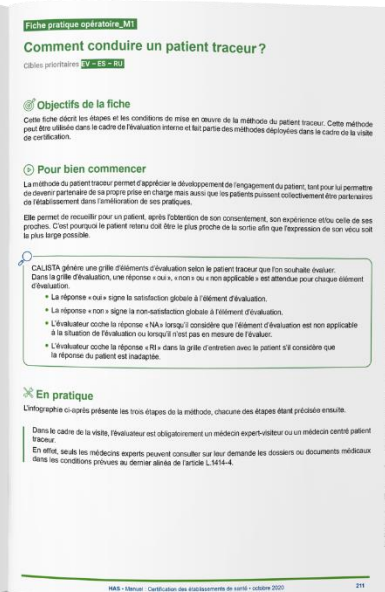 Fiche pratique opératoire_M1
Comment conduire un patient traceur ?
Cibles prioritaires EV – ES – RU
Objectifs de la fiche
Cette fiche décrit les étapes et les conditions de mise en œuvre de la méthode du patient traceur. Cette méthode
peut être utilisée dans le cadre de l'évaluation interne et fait partie des méthodes déployées dans le cadre de la visite
de certification.
Pour bien commencer
La méthode du patient traceur permet d'apprécier le développement de l'engagement du patient, tant pour lui permettre
de devenir partenaire de sa propre prise en charge mais aussi que les patients puissent collectivement être partenaires
de l'établissement dans l'amélioration de ses pratiques.
Elle permet de recueillir pour un patient, après l'obtention de son consentement, son expérience et/ou celle de ses
proches. C'est pourquoi le patient retenu doit être le plus proche de la sortie afin que l'expression de son vécu soit
la plus large possible.
CALISTA génère une grille d'éléments d'évaluation selon le patient traceur que l'on souhaite évaluer.
Dans la grille d'évaluation, une réponse « oui », « non » ou « non applicable » est attendue pour chaque élément
d'évaluation.
• La réponse « oui » signe la satisfaction globale à l'élément d'évaluation.
• La réponse « non » signe la non-satisfaction globale à l'élément d'évaluation.
• L'évaluateur coche la réponse «NA» lorsqu'il considère que l'élément d'évaluation est non applicable
à la situation de l'évaluation ou lorsqu'il n'est pas en mesure de l'évaluer.
• L'évaluateur coche la réponse « RI » dans la grille d'entretien avec le patient s'il considère que
la réponse du patient est inadaptée.
En pratique
L'infographie ci-après présente les trois étapes de la méthode, chacune des étapes étant précisée ensuite.
Dans le cadre de la visite, l'évaluateur est obligatoirement un médecin expert-visiteur ou un médecin centré patient
traceur.
En effet, seuls les médecins experts peuvent consulter sur leur demande les dossiers ou documents médicaux
dans les conditions prévues au dernier alinéa de l'article L.1414-4.
HAS • Manuel Certification des établissements de santé • octobre 2020
211